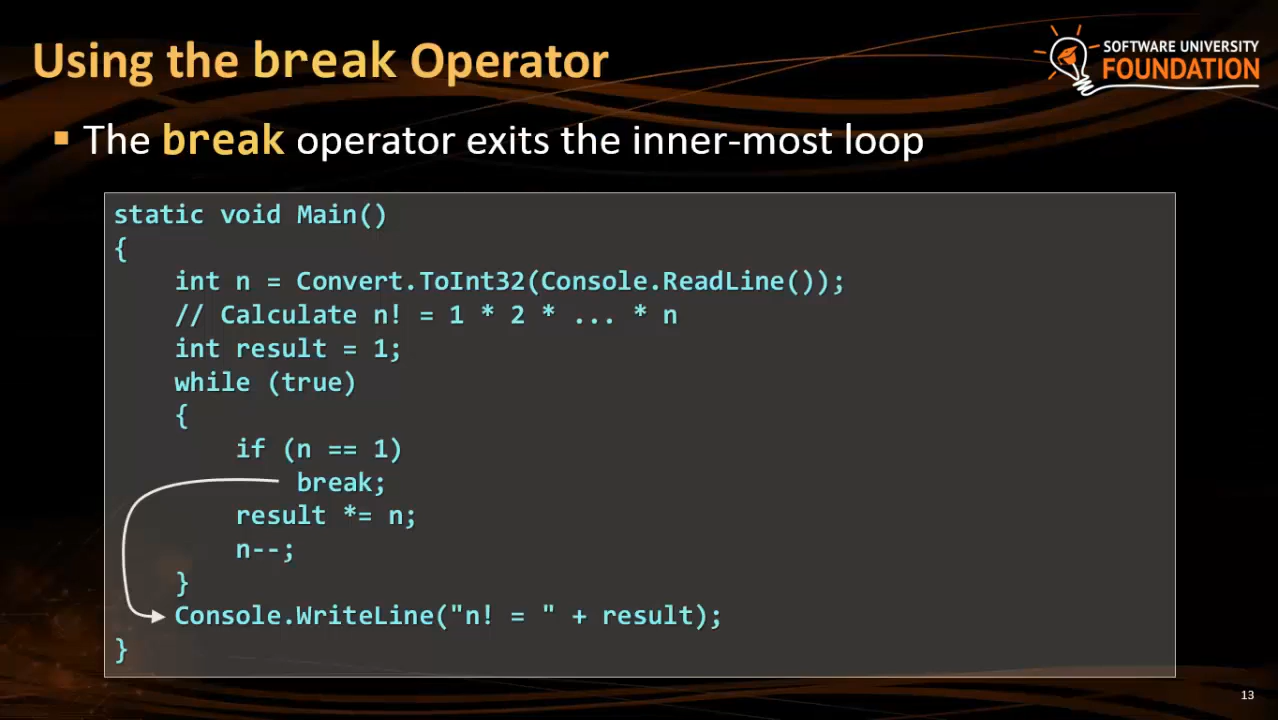 Using the break Operator
SOFTWARE UNIVERSITY
FOUNDATION
▪ The break operator exits the inner-most loop
static void Main()
{
    int n = Convert.ToInt32(Console.ReadLine());
    // Calculate n! = 1 * 2 * ... * n
    int result = 1;
    while (true)
    {
        if (n == 1)
            break;
        result *= n;
        n--;
    }
    Console.WriteLine("n! = " + result);
}
13